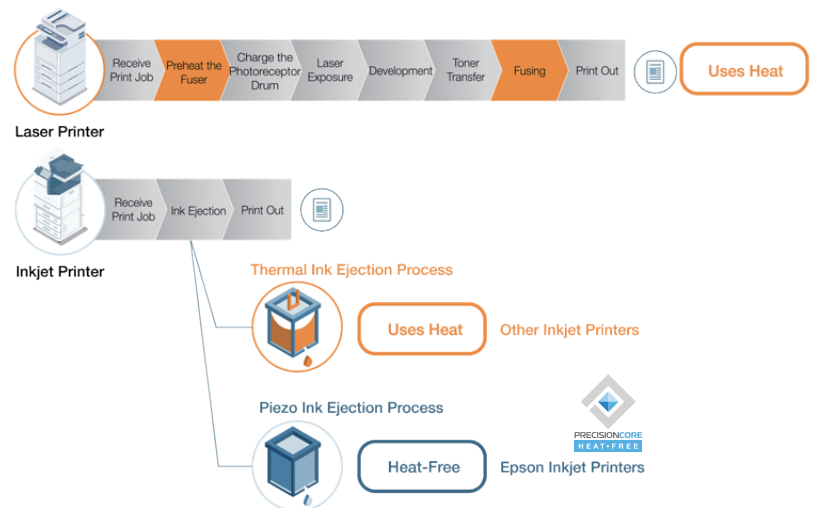 Receive
Print Job
Preheat the
Fuser
Charge the
Photoreceptor
Drum
Laser
Exposure
Development
Toner
Transfer
Fusing
Print Out
Uses Heat
Laser Printer
Receive
Print Job
Ink Ejection
Print Out
Inkjet Printer
Thermal Ink Ejection Process
Uses Heat
Other Inkjet Printers
Piezo Ink Ejection Process
PRECISIONCORE
HEAT•FREE
Heat-Free
Epson Inkjet Printers